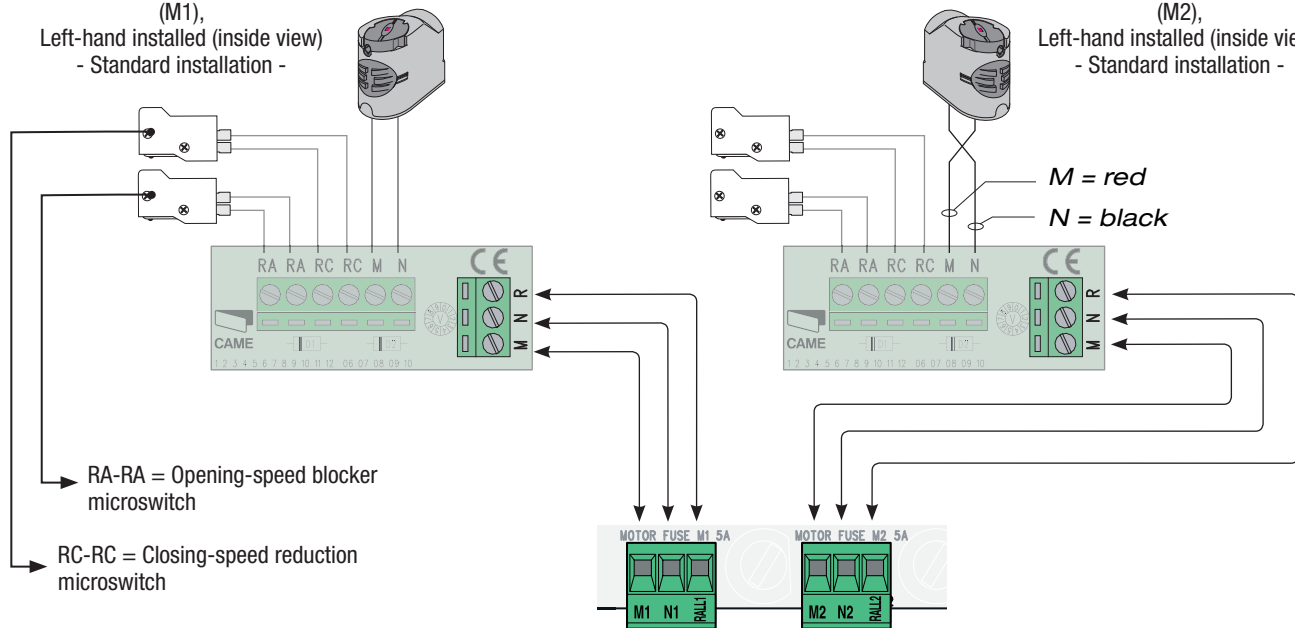 (M1),
Left-hand installed (inside view)
- Standard installation -
(M2),
Left-hand installed (inside vie
- Standard installation -
M = red
N = black
RA RA RC RC M N
CE
R
N
M
CAME
1 2 3 4 5 6 7 8 9 10 11 12 06 07 08 09 10
RA RA RC RC M N
CE
R
N
M
CAME
1 2 3 4 5 6 7 8 9 10 11 12 06 07 08 09 10
RA-RA = Opening-speed blocker
microswitch
RC-RC = Closing-speed reduction
microswitch
MOTOR FUSE M1 5A
MOTOR FUSE M2 5A
M1 N1 RALL1
M2 N2 RALL2